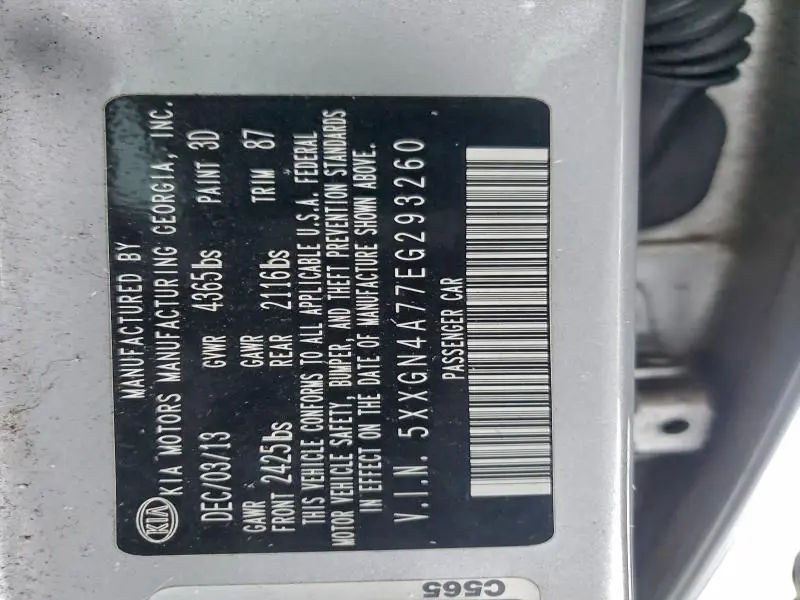 MANUFACTURED BY
KIA KIA MOTORS MANUFACTURING GEORGIA, INC.
DEC/03/13 GVWR 4365lbs PAINT 3D
GAWR FRONT 2425lbs GAWR REAR 2116lbs TRIM 87
THIS VEHICLE CONFORMS TO ALL APPLICABLE U.S.A. FEDERAL
MOTOR VEHICLE SAFETY, BUMPER, AND THEFT PREVENTION STANDARDS
IN EFFECT ON THE DATE OF MANUFACTURE SHOWN ABOVE.
V.I.N. 5XXGN4A77EG293260
PASSENGER CAR
C565